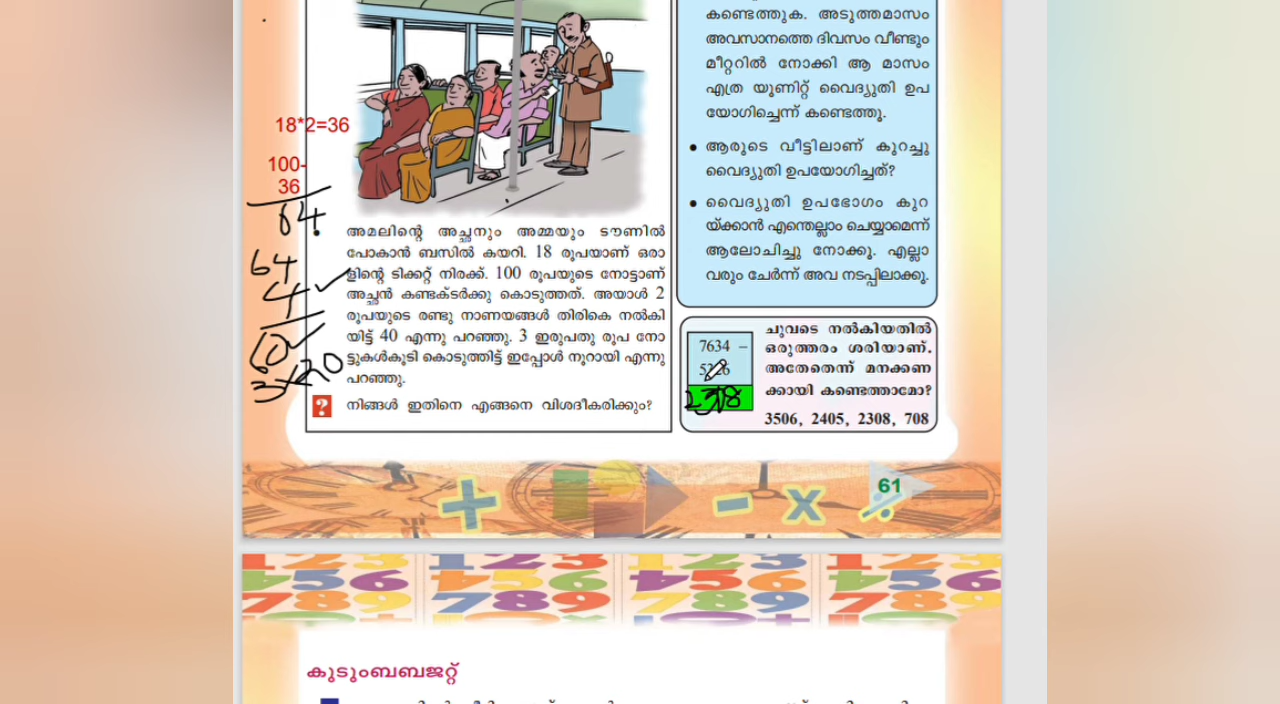 18*2=36
100-
36
64
64
4
60
3x20
അമലിന്റെ അച്ഛനും അമ്മയും ടൗണിൽ
പോകാൻ ബസിൽ കയറി. 18 രൂപയാണ് ഒരാ
ളിന്റെ ടിക്കറ്റ് നിരക്ക്. 100 രൂപയുടെ നോട്ടാണ്
അച്ഛൻ കണ്ടക്ടർക്കു കൊടുത്തത്. അയാൾ 2
രൂപയുടെ രണ്ടു നാണയങ്ങൾ തിരികെ നൽകി
യിട്ട് 40 എന്നു പറഞ്ഞു. 3 ഇരുപതു രൂപ നോ
ട്ടുകൾകൂടി കൊടുത്തിട്ട് ഇപ്പോൾ നൂറായി എന്നു
പറഞ്ഞു.
? നിങ്ങൾ ഇതിനെ എങ്ങനെ വിശദീകരിക്കും?
കണ്ടെത്തുക. അടുത്തമാസം
അവസാനത്തെ ദിവസം വീണ്ടും
മീറ്ററിൽ നോക്കി ആ മാസം
എത്ര യൂണിറ്റ് വൈദ്യുതി ഉപ
യോഗിച്ചെന്ന് കണ്ടെത്തൂ.
• ആരുടെ വീട്ടിലാണ് കുറച്ചു
വൈദ്യുതി ഉപയോഗിച്ചത്?
• വൈദ്യുതി ഉപഭോഗം കുറ
യ്ക്കാൻ എന്തെല്ലാം ചെയ്യാമെന്ന്
ആലോചിച്ചു നോക്കൂ. എല്ലാ
വരും ചേർന്ന് അവ നടപ്പിലാക്കൂ.
7634 –
ചുവടെ നൽകിയതിൽ
ഒരുത്തരം ശരിയാണ്.
അതേതെന്ന് മനക്കണ
ക്കായി കണ്ടെത്താമോ?
3506, 2405, 2308, 708
61
കുടുംബബജറ്റ്